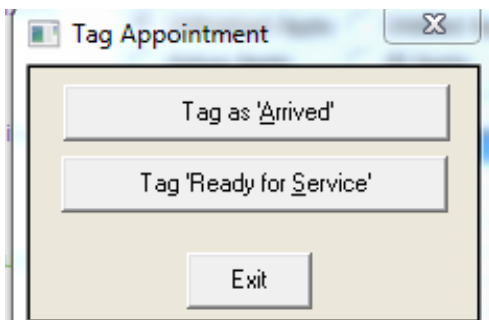 Tag Appointment
Tag as 'Arrived'
Tag 'Ready for Service'
Exit